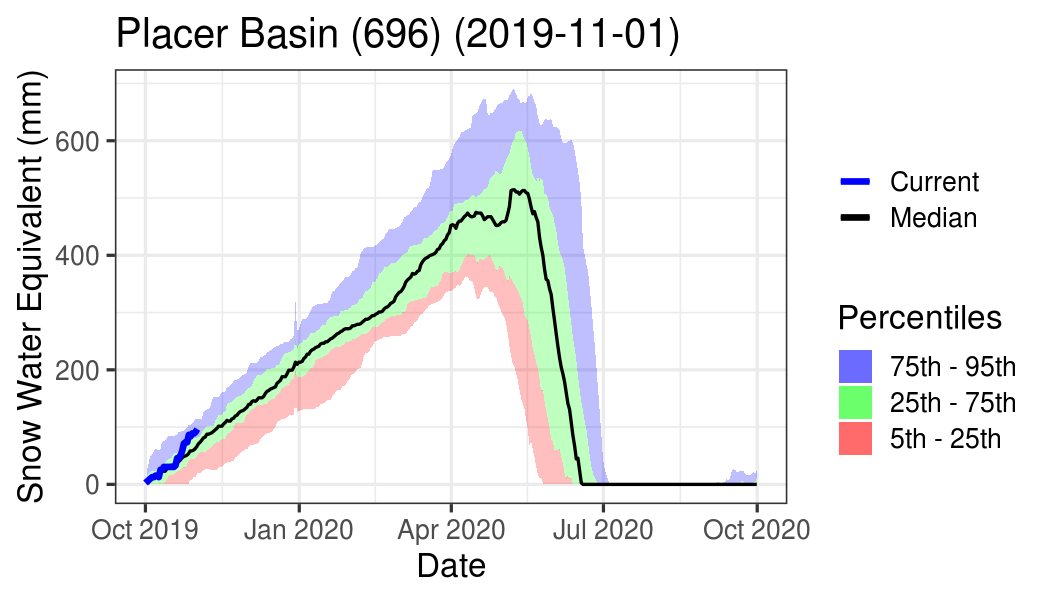 Placer Basin (696) (2019-11-01)
Snow Water Equivalent (mm)
600
400
200
0
Oct 2019
Jan 2020
Apr 2020
Jul 2020
Oct 2020
Date
Current
Median
Percentiles
75th - 95th
25th - 75th
5th - 25th